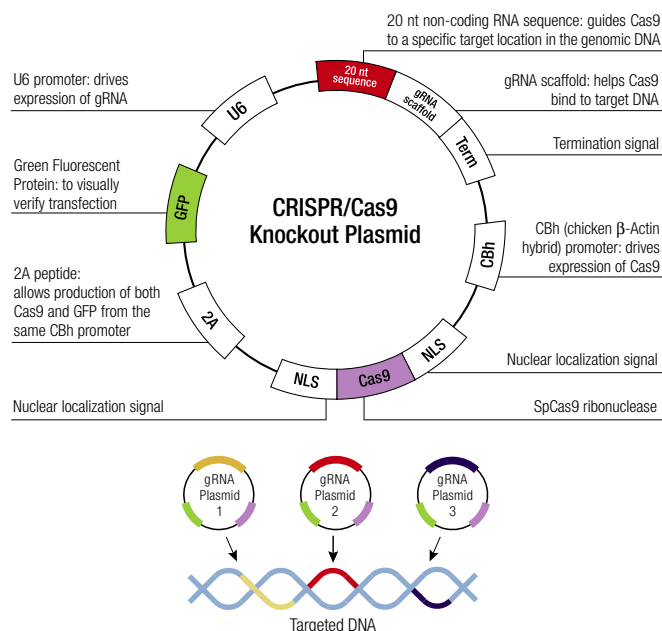 20 nt non-coding RNA sequence: guides Cas9
to a specific target location in the genomic DNA
U6 promoter: drives
expression of gRNA
gRNA scaffold: helps Cas9
bind to target DNA
Termination signal
Green Fluorescent
Protein: to visually
verify transfection
CBh (chicken β-Actin
hybrid) promoter: drives
expression of Cas9
2A peptide:
allows production of both
Cas9 and GFP from the
same CBh promoter
Nuclear localization signal
Nuclear localization signal
SpCas9 ribonuclease
20 nt
sequence
gRNA
scaffold
Term
CBh
NLS
Cas9
NLS
2A
GFP
U6
CRISPR/Cas9
Knockout Plasmid
gRNA
Plasmid
1
gRNA
Plasmid
2
gRNA
Plasmid
3
Targeted DNA